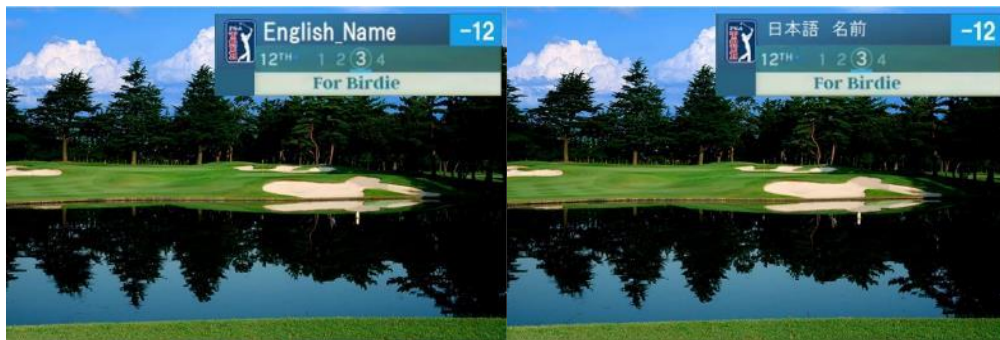 English_Name -12
12TH 1 2 3 4
For Birdie
日本語 名前 -12
12TH 1 2 3 4
For Birdie